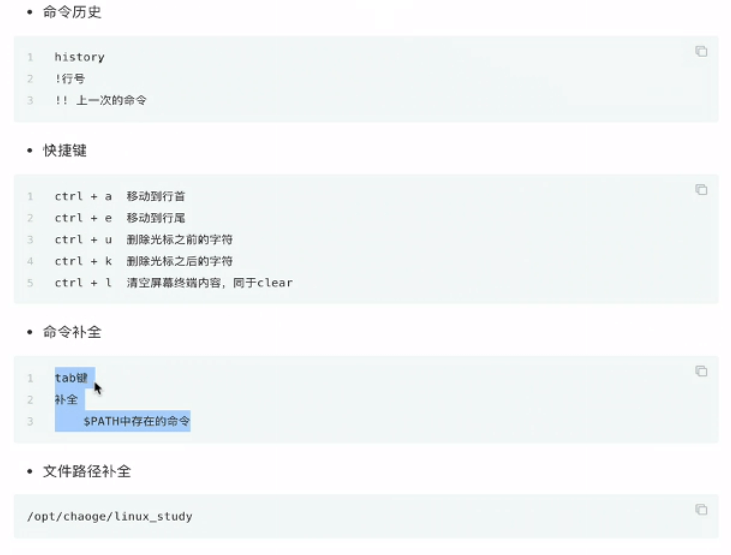 • 命令历史
1 history
2 !行号
3 !! 上一次的命令
• 快捷键
1 ctrl + a 移动到行首
2 ctrl + e 移动到行尾
3 ctrl + u 删除光标之前的字符
4 ctrl + k 删除光标之后的字符
5 ctrl + l 清空屏幕终端内容，同于clear
• 命令补全
1 tab键
2 补全
3 $PATH中存在的命令
• 文件路径补全
/opt/chaoge/linux_study